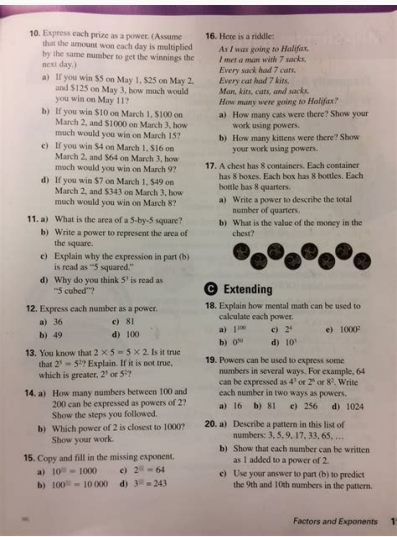 10. Express each prize as a power. (Assume
that the amount won each day is multiplied
by the same number to get the winnings the
next day.)
a) If you win $5 on May 1, $25 on May 2,
and $125 on May 3, how much would
you win on May 11?
b) If you win $10 on March 1, $100 on
March 2, and $1000 on March 3, how
much would you win on March 15?
c) If you win $4 on March 1, $16 on
March 2, and $64 on March 3, how
much would you win on March 9?
d) If you win $7 on March 1, $49 on
March 2, and $343 on March 3, how
much would you win on March 8?
11. a) What is the area of a 5-by-5 square?
b) Write a power to represent the area of
the square.
c) Explain why the expression in part (b)
is read as “5 squared.”
d) Why do you think 5³ is read as
“5 cubed”?
12. Express each number as a power.
a) 36 c) 81
b) 49 d) 100
13. You know that 2 × 5 = 5 × 2. Is it true
that 2⁵ = 5²? Explain. If it is not true,
which is greater, 2⁵ or 5²?
14. a) How many numbers between 100 and
200 can be expressed as powers of 2?
Show the steps you followed.
b) Which power of 2 is closest to 1000?
Show your work.
15. Copy and fill in the missing exponent.
a) 10 = 1000 c) 2 = 64
b) 100 = 10 000 d) 3 = 243
16. Here is a riddle:
As I was going to Halifax,
I met a man with 7 sacks,
Every sack had 7 cats,
Every cat had 7 kits,
Man, kits, cats, and sacks,
How many were going to Halifax?
a) How many cats were there? Show your
work using powers.
b) How many kittens were there? Show
your work using powers.
17. A chest has 8 containers. Each container
has 8 boxes. Each box has 8 bottles. Each
bottle has 8 quarters.
a) Write a power to describe the total
number of quarters.
b) What is the value of the money in the
chest?
C Extending
18. Explain how mental math can be used to
calculate each power.
a) 1¹⁰⁰ c) 2⁴ e) 1000²
b) 0⁵⁰ d) 10³
19. Powers can be used to express some
numbers in several ways. For example, 64
can be expressed as 4³ or 2⁶ or 8². Write
each number in two ways as powers.
a) 16 b) 81 c) 256 d) 1024
20. a) Describe a pattern in this list of
numbers: 3, 5, 9, 17, 33, 65, ...
b) Show that each number can be written
as 1 added to a power of 2.
c) Use your answer to part (b) to predict
the 9th and 10th numbers in the pattern.
Factors and Exponents